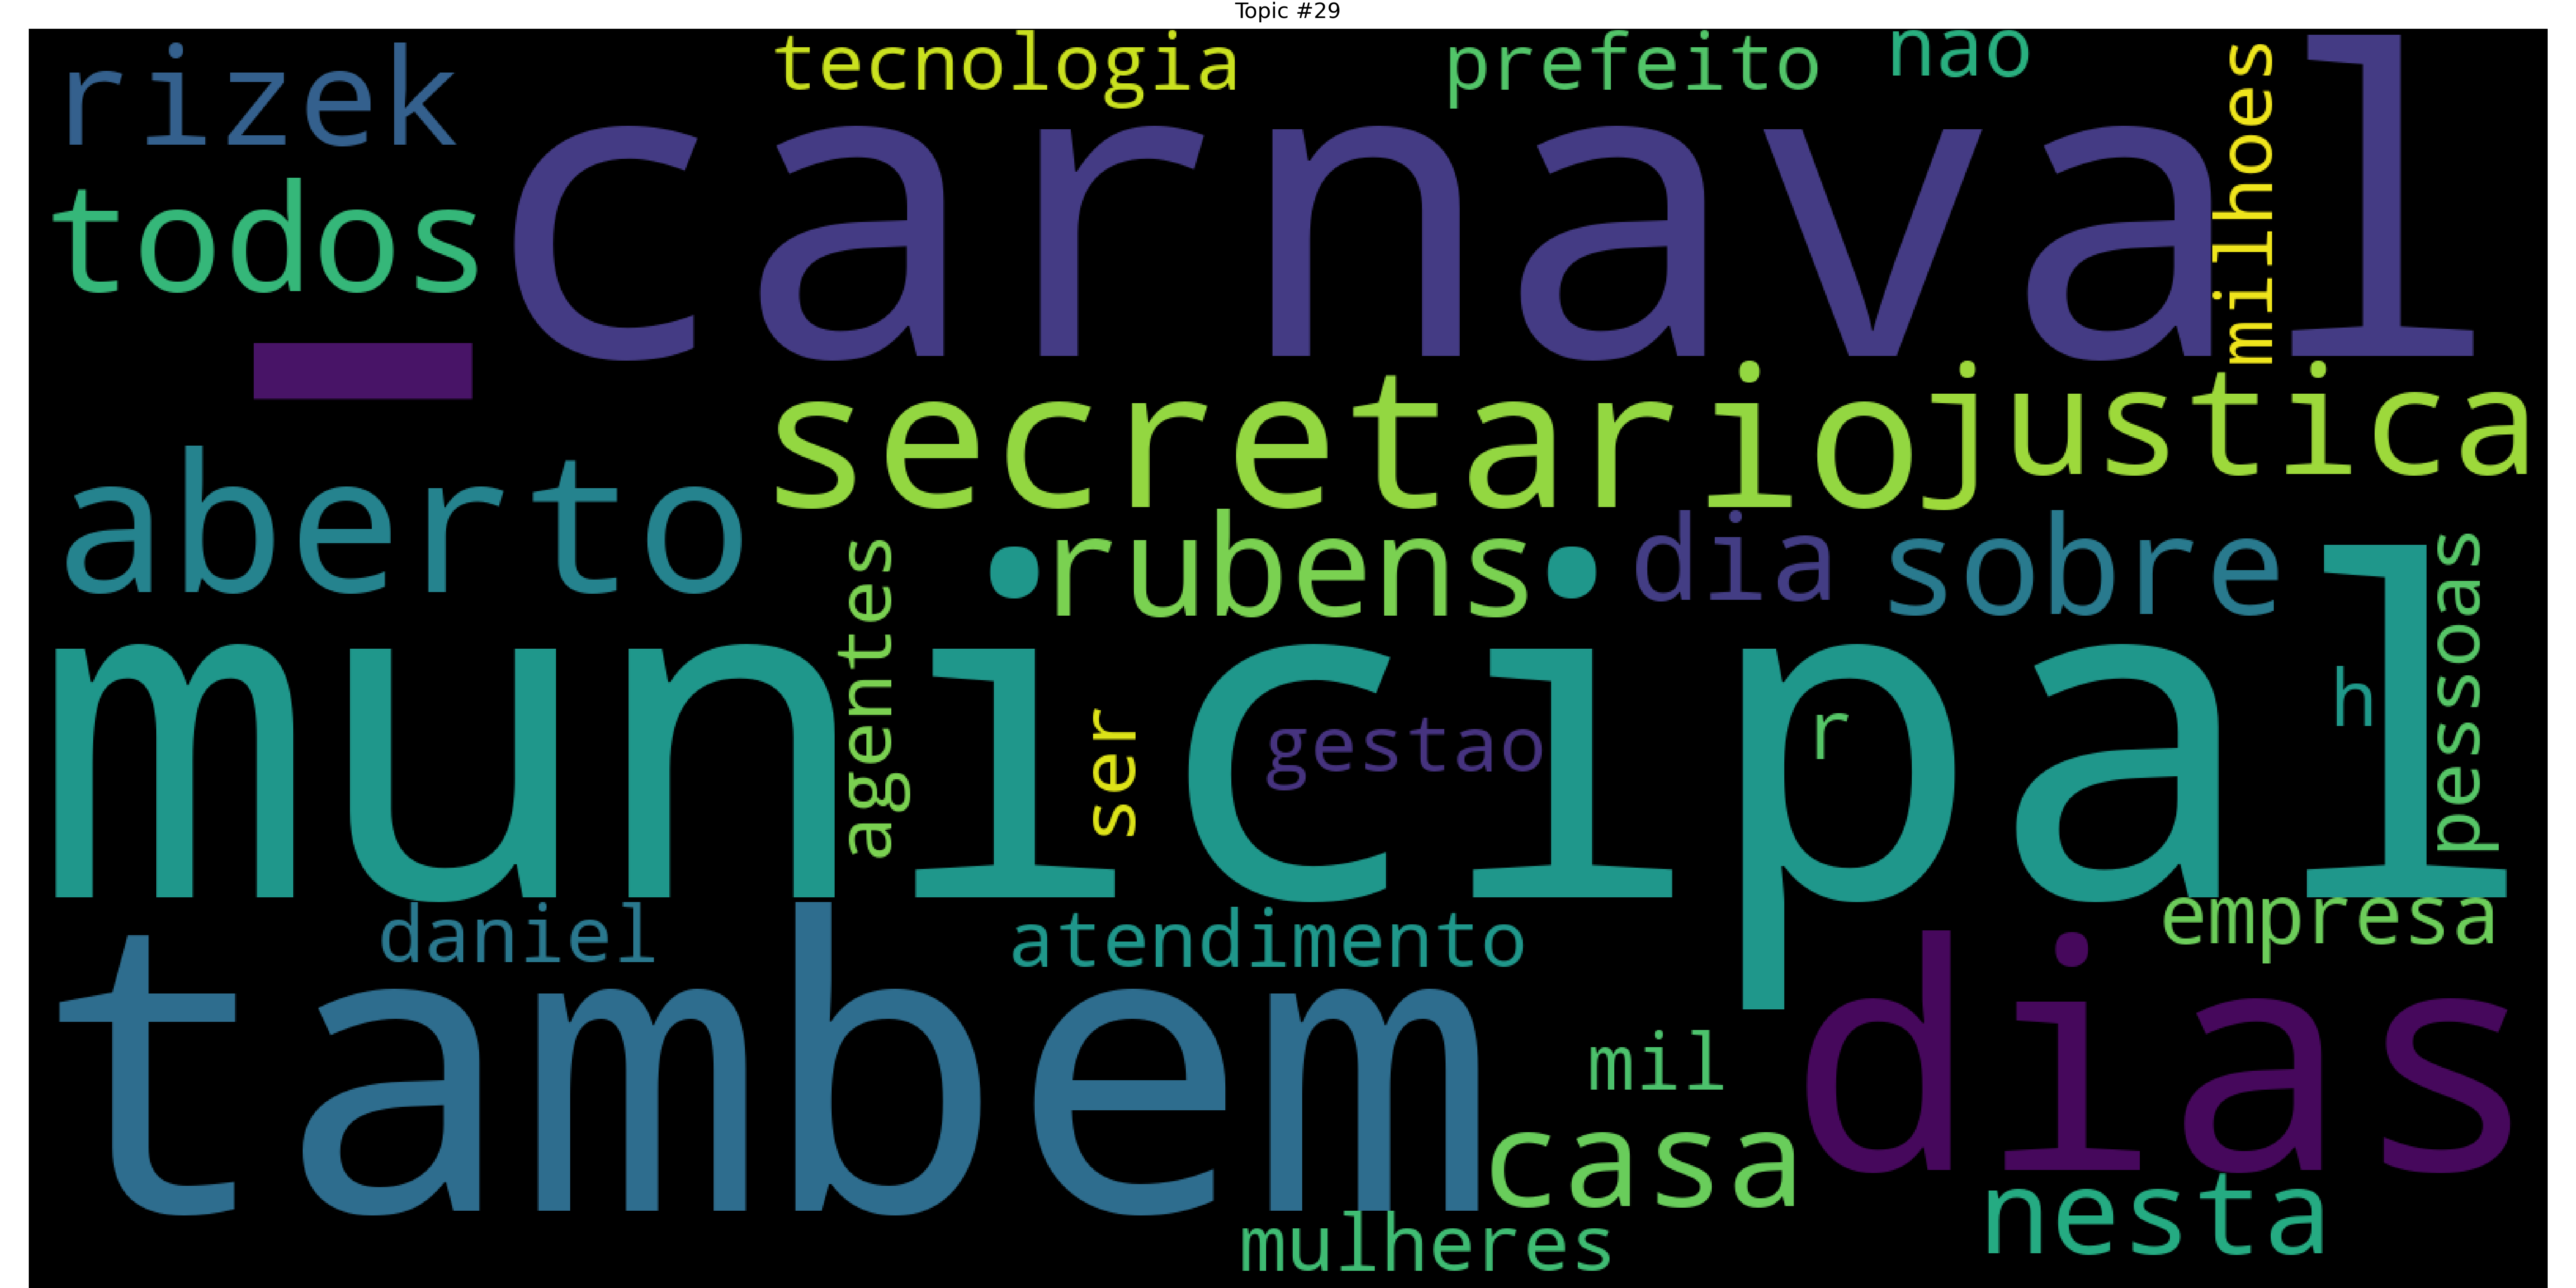 Topic #29
tecnologia
prefeito
nao
rizek
carnaval
milhoes
todos
—
secretario
justica
aberto
rubens
dia
sobre
agentes
pessoas
municipal
ser
gestao
r
h
daniel
atendimento
empresa
tambem
dias
mil
casa
nesta
mulheres